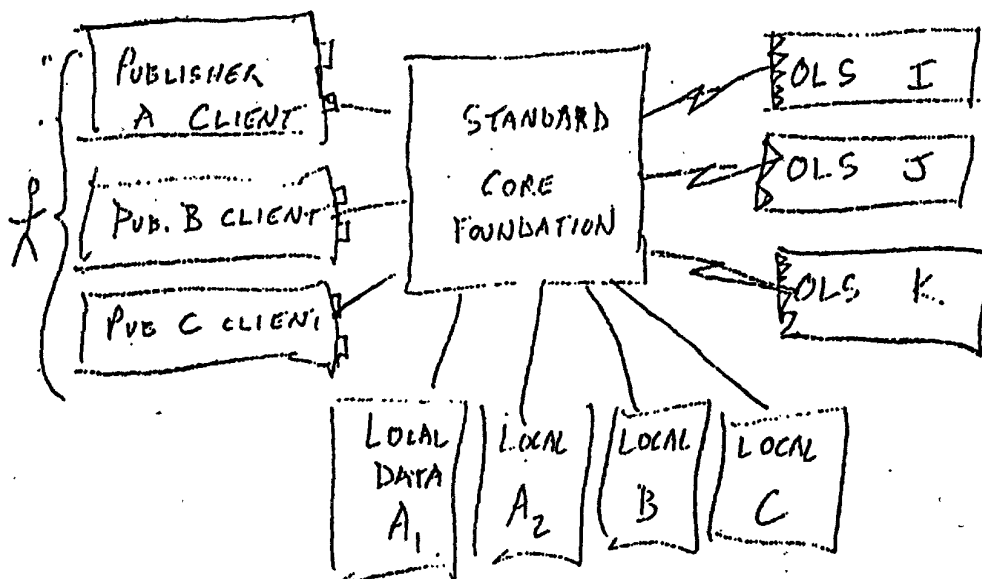 PUBLISHER
A CLIENT
PUB. B CLIENT
PUB C CLIENT
STANDARD
CORE
FOUNDATION
OLS I
OLS J
OLS K.
LOCAL
DATA
A₁
LOCAL
A₂
LOCAL
B
LOCAL
C